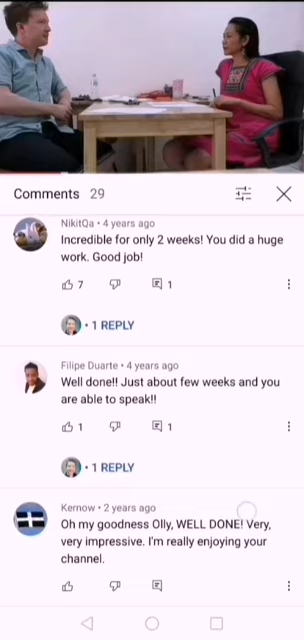 Comments 29
NikitQa • 4 years ago
Incredible for only 2 weeks! You did a huge
work. Good job!
7 1
• 1 REPLY
Filipe Duarte • 4 years ago
Well done!! Just about few weeks and you
are able to speak!!
1 1
• 1 REPLY
Kernow • 2 years ago
Oh my goodness Olly, WELL DONE! Very,
very impressive. I'm really enjoying your
channel.